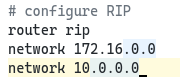 # configure RIP
router rip
network 172.16.0.0
network 10.0.0.0